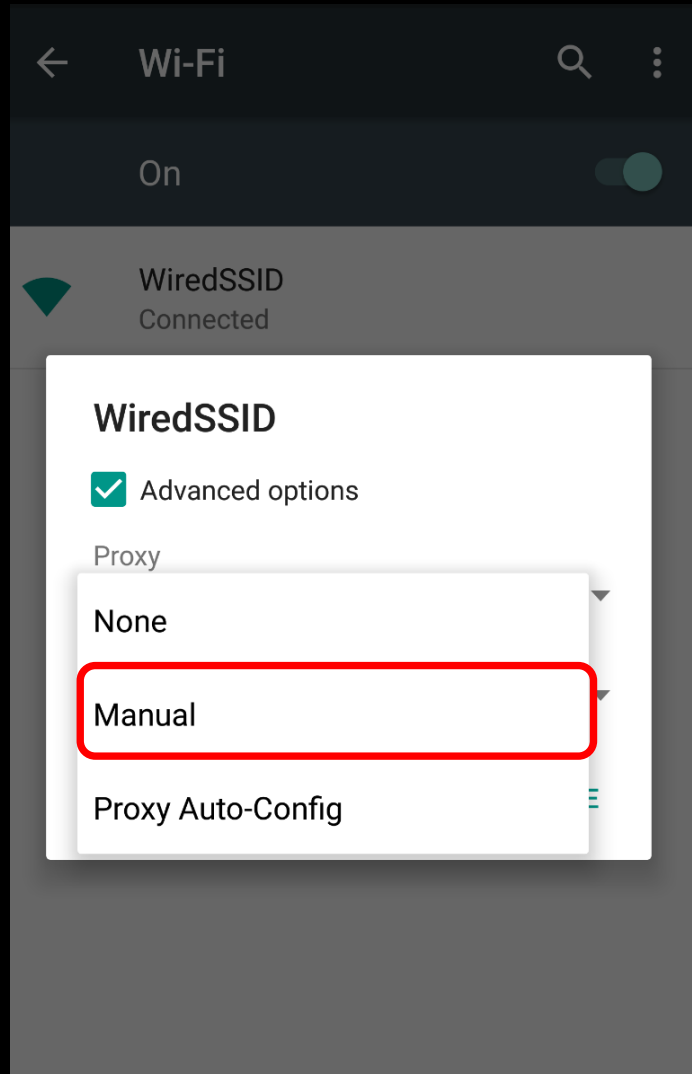 Wi-Fi
On
WiredSSID
Connected
WiredSSID
Advanced options
Proxy
None
Manual
Proxy Auto-Config